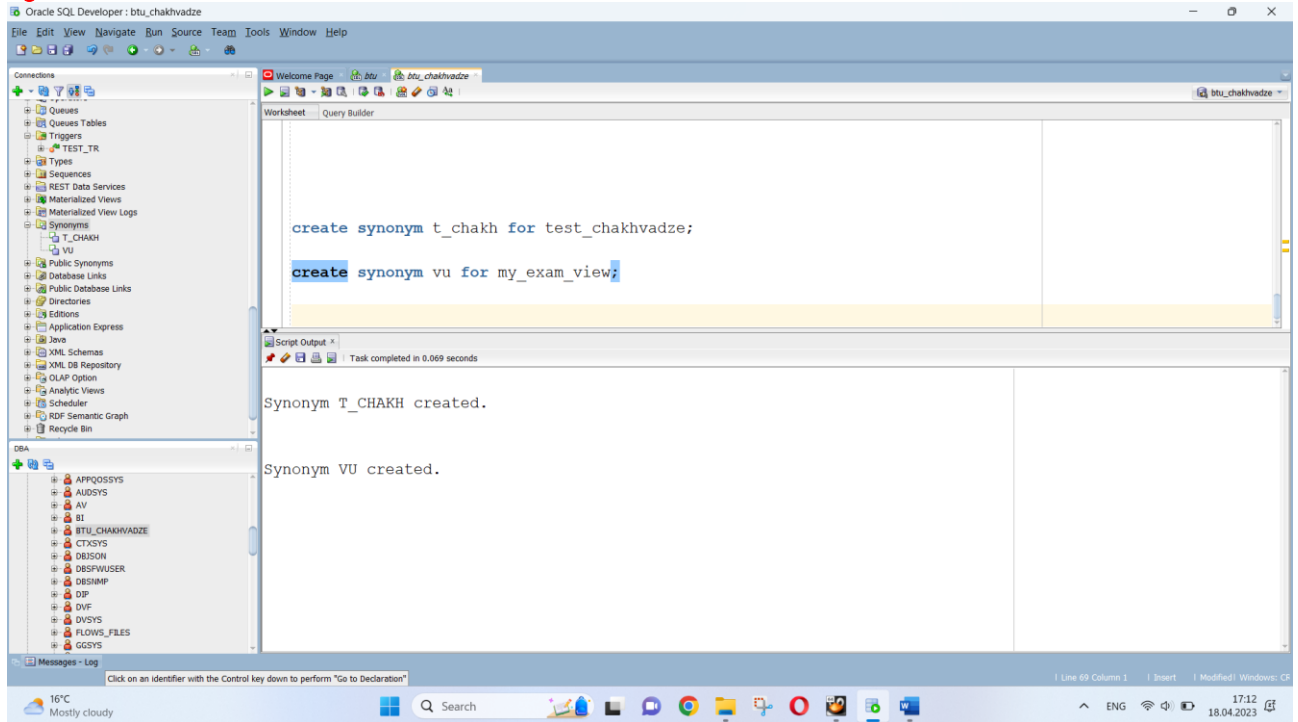 Oracle SQL Developer : btu_chakhvadze
File Edit View Navigate Run Source Team Tools Window Help
Connections
Queues
Queues Tables
Triggers
TEST_TR
Types
Sequences
REST Data Services
Materialized Views
Materialized View Logs
Synonyms
T_CHAKH
VU
Public Synonyms
Database Links
Public Database Links
Directories
Editions
Application Express
Java
XML Schemas
XML DB Repository
OLAP Option
Analytic Views
Scheduler
RDF Semantic Graph
Recycle Bin
DBA
APPQOSSYS
AUDSYS
AV
BI
BTU_CHAKHVADZE
CTXSYS
DBJSON
DBSFWUSER
DBSNMP
DIP
DVF
DVSYS
FLOWS_FILES
GGSYS
Welcome Page btu btu_chakhvadze
btu_chakhvadze
Worksheet Query Builder
create synonym t_chakh for test_chakhvadze;
create synonym vu for my_exam_view;
Script Output
Task completed in 0.069 seconds
Synonym T_CHAKH created.
Synonym VU created.
Messages - Log
Click on an identifier with the Control key down to perform "Go to Declaration"
Line 69 Column 1 Insert Modified Windows: CF
16°C
Mostly cloudy
Search
ENG
17:12
18.04.2023